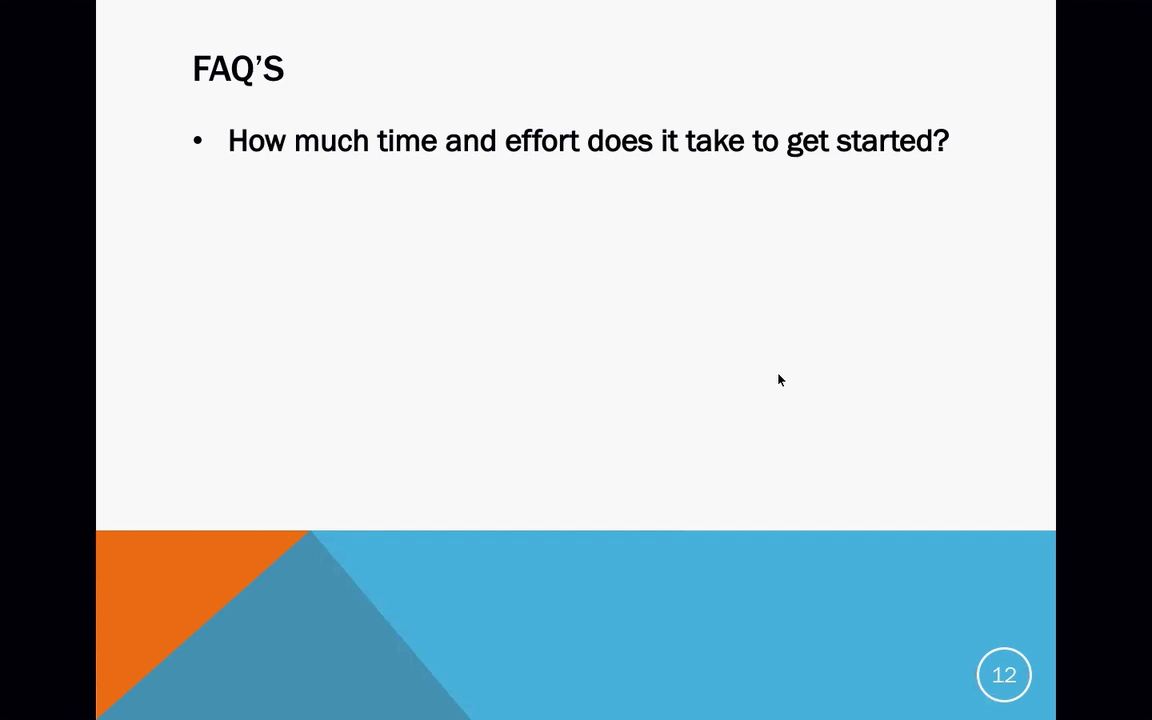 FAQ’S
• How much time and effort does it take to get started?
12